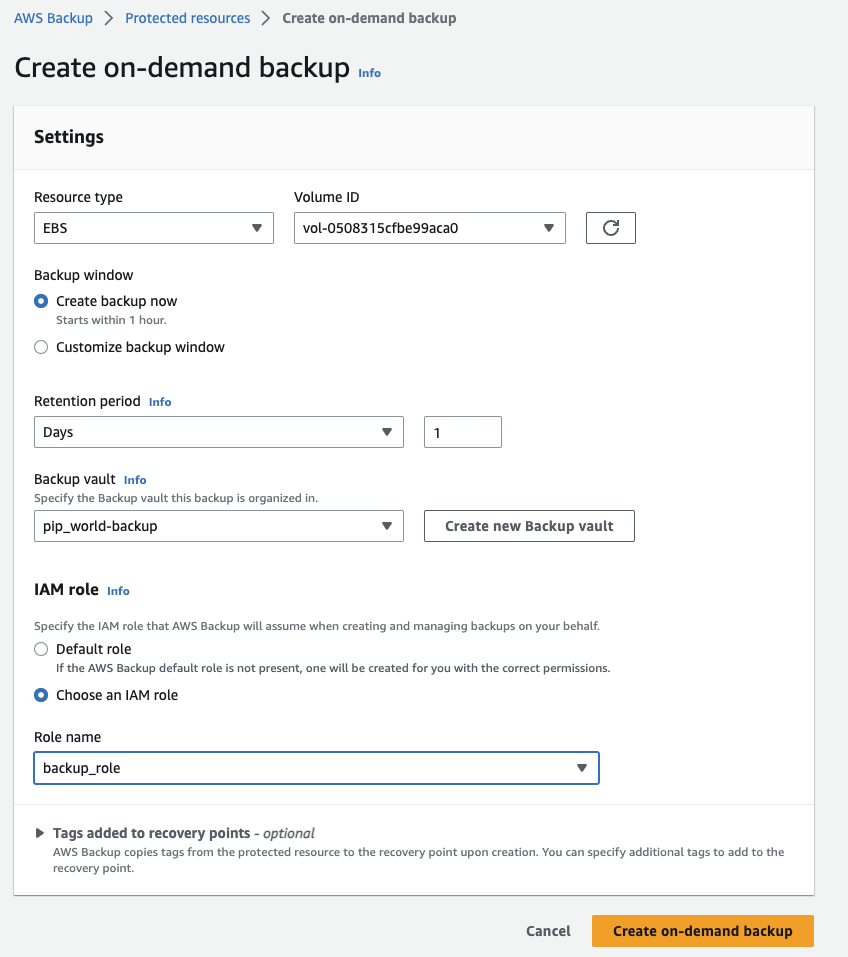 AWS Backup > Protected resources > Create on-demand backup
Create on-demand backup Info
Settings
Resource type
Volume ID
EBS
vol-0508315cfbe99aca0
Backup window
Create backup now
Starts within 1 hour.
Customize backup window
Retention period Info
Days
1
Backup vault Info
Specify the Backup vault this backup is organized in.
pip_world-backup
Create new Backup vault
IAM role Info
Specify the IAM role that AWS Backup will assume when creating and managing backups on your behalf.
Default role
If the AWS Backup default role is not present, one will be created for you with the correct permissions.
Choose an IAM role
Role name
backup_role
Tags added to recovery points - optional
AWS Backup copies tags from the protected resource to the recovery point upon creation. You can specify additional tags to add to the
recovery point.
Cancel
Create on-demand backup